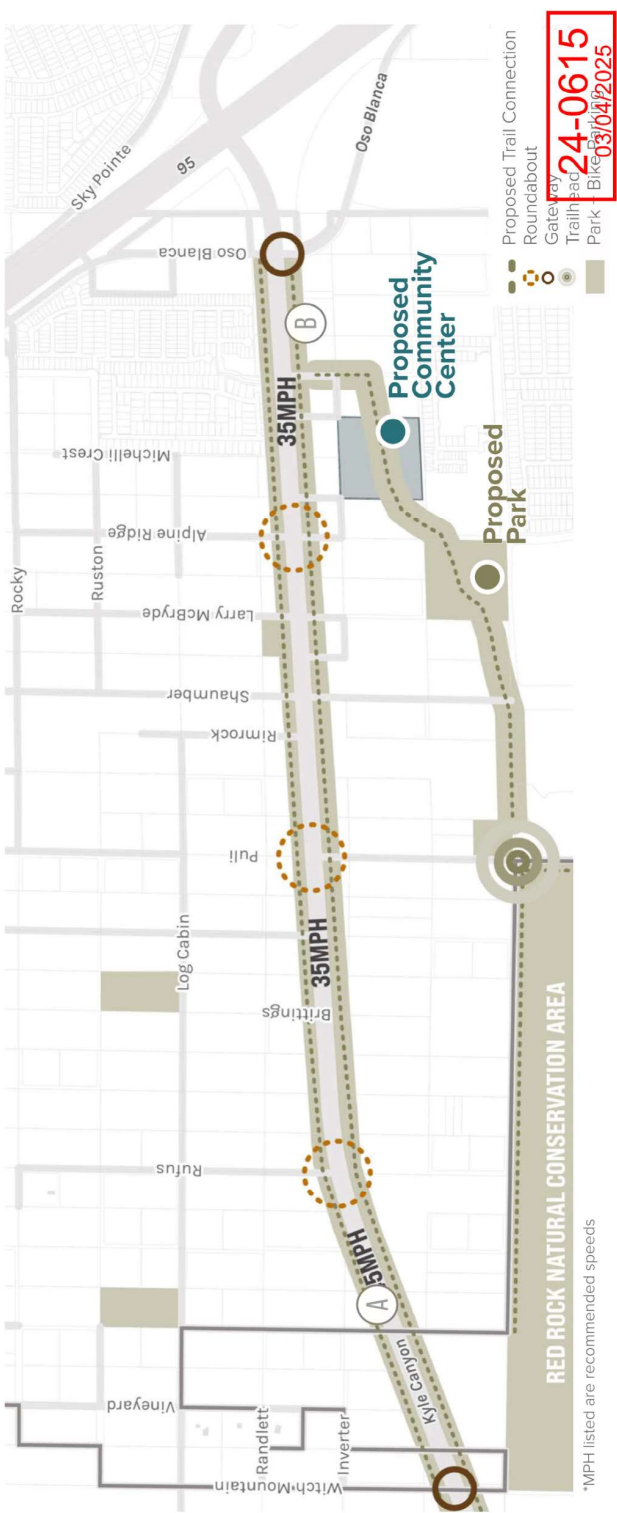 Sky Pointe
95
Oso Blanca
Oso Blanca
B
35MPH
Proposed
Community
Center
Michelli Crest
Alpine Ridge
Rocky
Ruston
Larry McBryde
Shaumber
Rimrock
Proposed
Park
Puli
Log Cabin
35MPH
Brittings
Rufus
A
Kyle Canyon
Vineyard
Randlett
Inverter
Witch Mountain
RED ROCK NATURAL CONSERVATION AREA
*MPH listed are recommended speeds
Proposed Trail Connection
Roundabout
Gateway
Trailhead
Park + Bike Parking
24-0615
03/04/2025